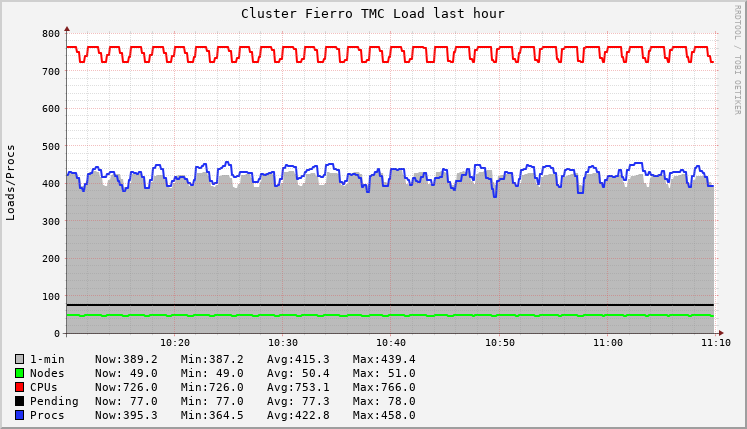 Cluster Fierro TMC Load last hour
RRDTOOL / TOBI OETIKER
Loads/Procs
800
700
600
500
400
300
200
100
0
10:20 10:30 10:40 10:50 11:00 11:10
1-min Now:389.2 Min:387.2 Avg:415.3 Max:439.4
Nodes Now: 49.0 Min: 49.0 Avg: 50.4 Max: 51.0
CPUs Now:726.0 Min:726.0 Avg:753.1 Max:766.0
Pending Now: 77.0 Min: 77.0 Avg: 77.3 Max: 78.0
Procs Now:395.3 Min:364.5 Avg:422.8 Max:458.0